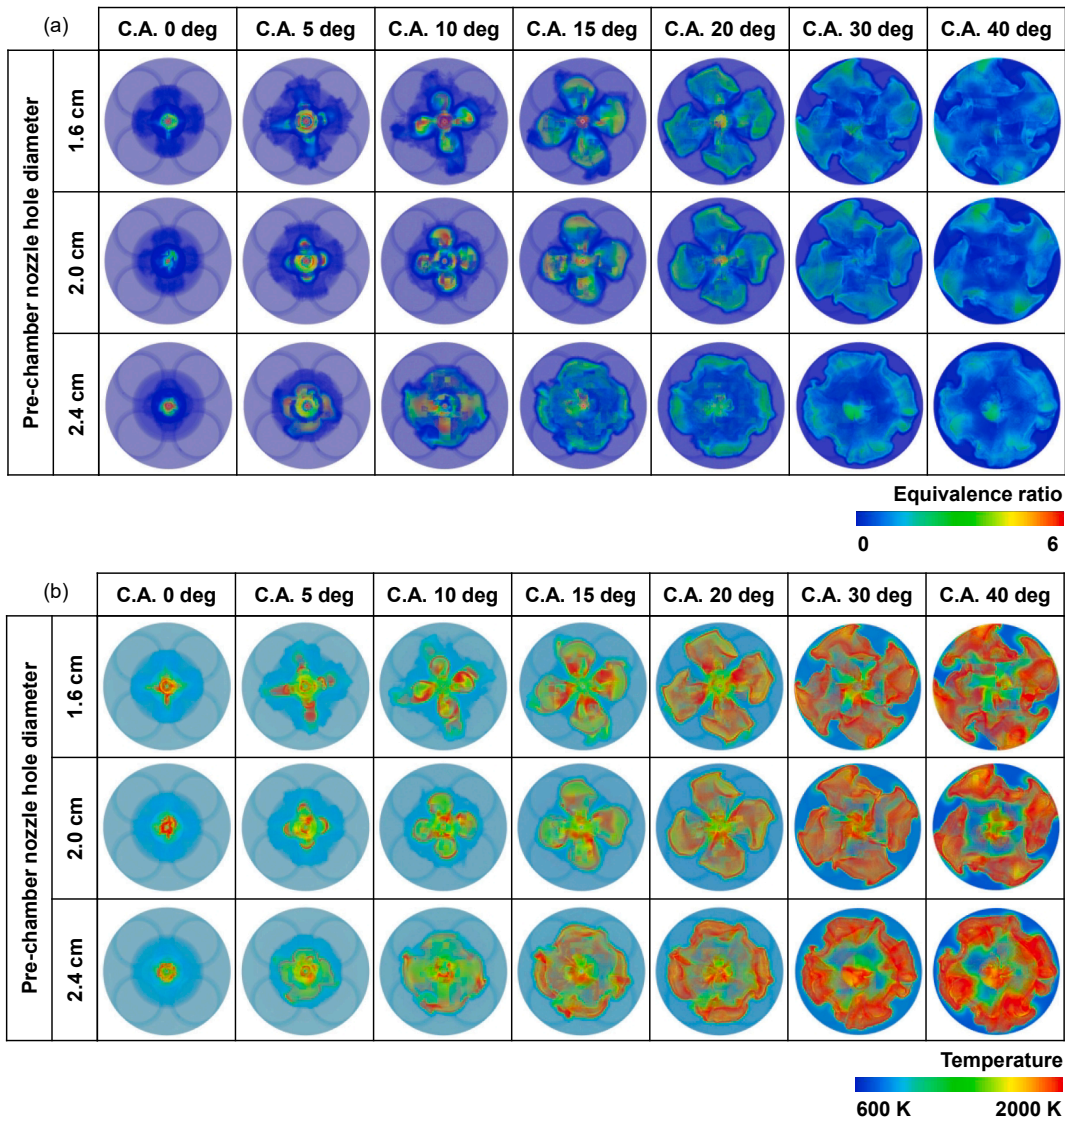 (a) C.A. 0 deg C.A. 5 deg C.A. 10 deg C.A. 15 deg C.A. 20 deg C.A. 30 deg C.A. 40 deg
Pre-chamber nozzle hole diameter
1.6 cm
2.0 cm
2.4 cm
Equivalence ratio
0 6
(b) C.A. 0 deg C.A. 5 deg C.A. 10 deg C.A. 15 deg C.A. 20 deg C.A. 30 deg C.A. 40 deg
Pre-chamber nozzle hole diameter
1.6 cm
2.0 cm
2.4 cm
Temperature
600 K 2000 K